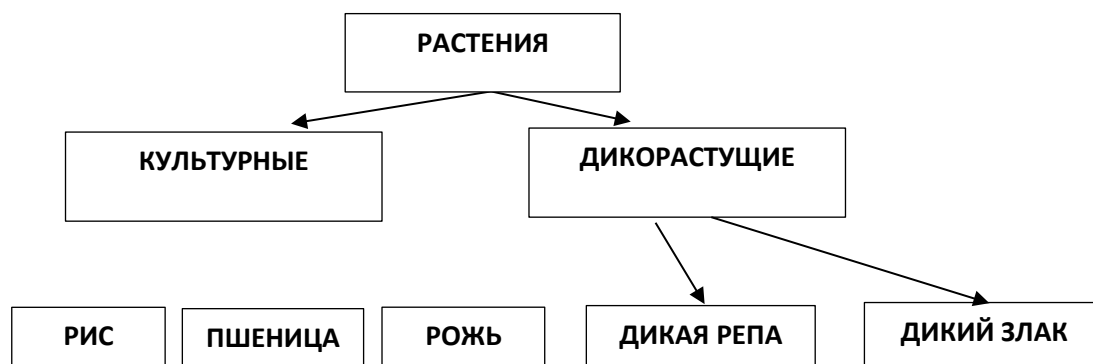 РАСТЕНИЯ
КУЛЬТУРНЫЕ
ДИКОРАСТУЩИЕ
РИС
ПШЕНИЦА
РОЖЬ
ДИКАЯ РЕПА
ДИКИЙ ЗЛАК